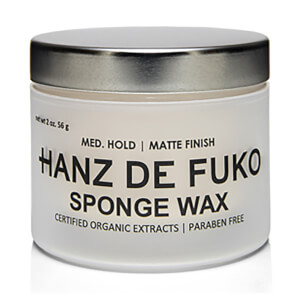 net wt 2 oz. 56 g
MED. HOLD | MATTE FINISH
HANZ DE FUKO
SPONGE WAX
CERTIFIED ORGANIC EXTRACTS | PARABEN FREE